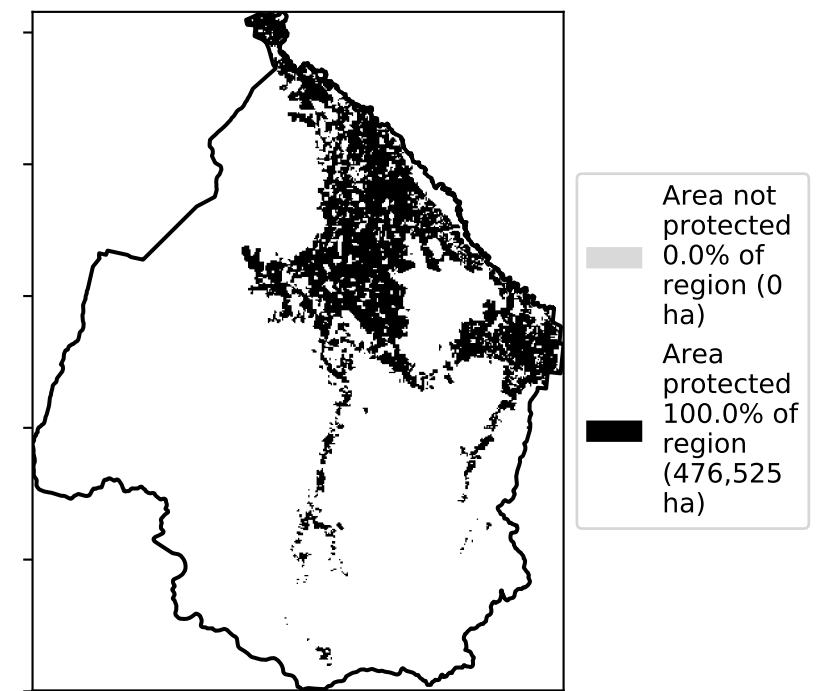 Area not
protected
0.0% of
region (0
ha)
Area
protected
100.0% of
region
(476,525
ha)